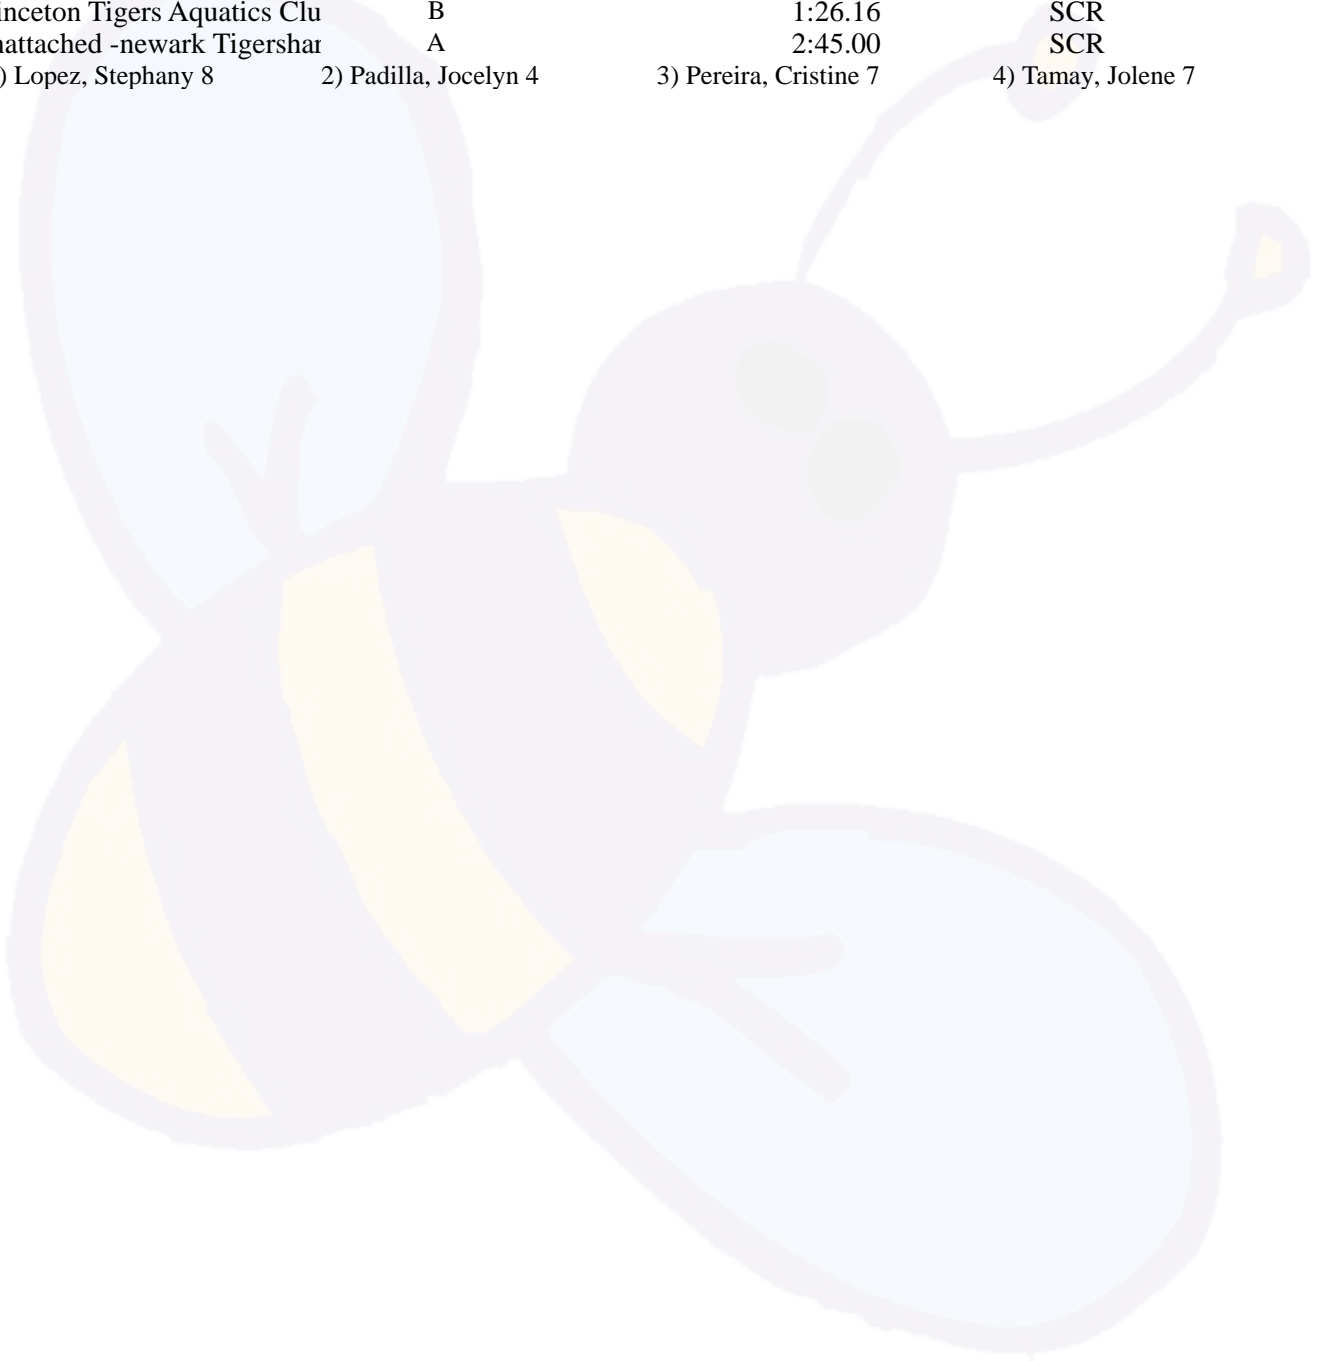 inceton Tigers Aquatics Clu B 1:26.16 SCR
nattached -newark Tigershar A 2:45.00 SCR
) Lopez, Stephany 8 2) Padilla, Jocelyn 4 3) Pereira, Cristine 7 4) Tamay, Jolene 7